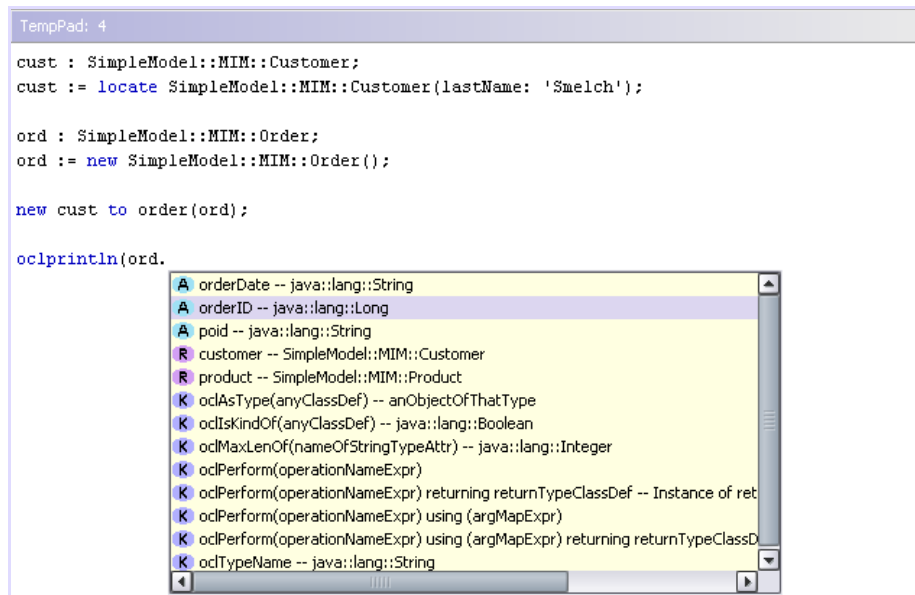 TempPad: 4
cust : SimpleModel::MIM::Customer;
cust := locate SimpleModel::MIM::Customer(lastName: 'Smelch');
ord : SimpleModel::MIM::Order;
ord := new SimpleModel::MIM::Order();
new cust to order(ord);
oclprintln(ord.
A orderDate -- java::lang::String
A orderID -- java::lang::Long
A poid -- java::lang::String
R customer -- SimpleModel::MIM::Customer
R product -- SimpleModel::MIM::Product
K oclAsType(anyClassDef) -- anObjectOfThatType
K oclIsKindOf(anyClassDef) -- java::lang::Boolean
K oclMaxLenOf(nameOfStringTypeAttr) -- java::lang::Integer
K oclPerform(operationNameExpr)
K oclPerform(operationNameExpr) returning returnTypeClassDef -- Instance of ret
K oclPerform(operationNameExpr) using (argMapExpr)
K oclPerform(operationNameExpr) using (argMapExpr) returning returnTypeClassD
K oclTypeName -- java::lang::String